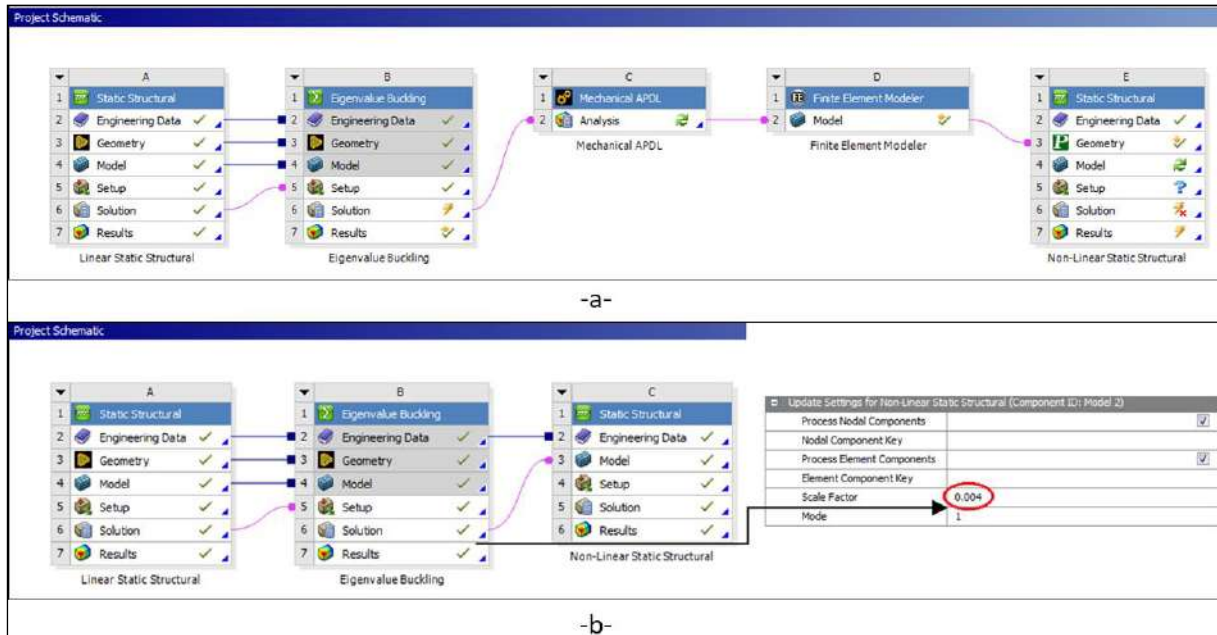 Project Schematic
A
1 Static Structural
2 Engineering Data
3 Geometry
4 Model
5 Setup
6 Solution
7 Results
Linear Static Structural
B
1 Eigenvalue Buckling
2 Engineering Data
3 Geometry
4 Model
5 Setup
6 Solution
7 Results
Eigenvalue Buckling
C
1 Mechanical APDL
2 Analysis
Mechanical APDL
D
1 Finite Element Modeler
2 Model
Finite Element Modeler
E
1 Static Structural
2 Engineering Data
3 Geometry
4 Model
5 Setup
6 Solution
7 Results
Non-Linear Static Structural
-a-
Project Schematic
A
1 Static Structural
2 Engineering Data
3 Geometry
4 Model
5 Setup
6 Solution
7 Results
Linear Static Structural
B
1 Eigenvalue Buckling
2 Engineering Data
3 Geometry
4 Model
5 Setup
6 Solution
7 Results
Eigenvalue Buckling
C
1 Static Structural
2 Engineering Data
3 Model
4 Setup
5 Solution
6 Results
Non-Linear Static Structural
Update Settings for Non-Linear Static Structural (Component ID: Model 2)
Process Nodal Components
Nodal Component Key
Process Element Components
Element Component Key
Scale Factor 0.004
Mode 1
-b-